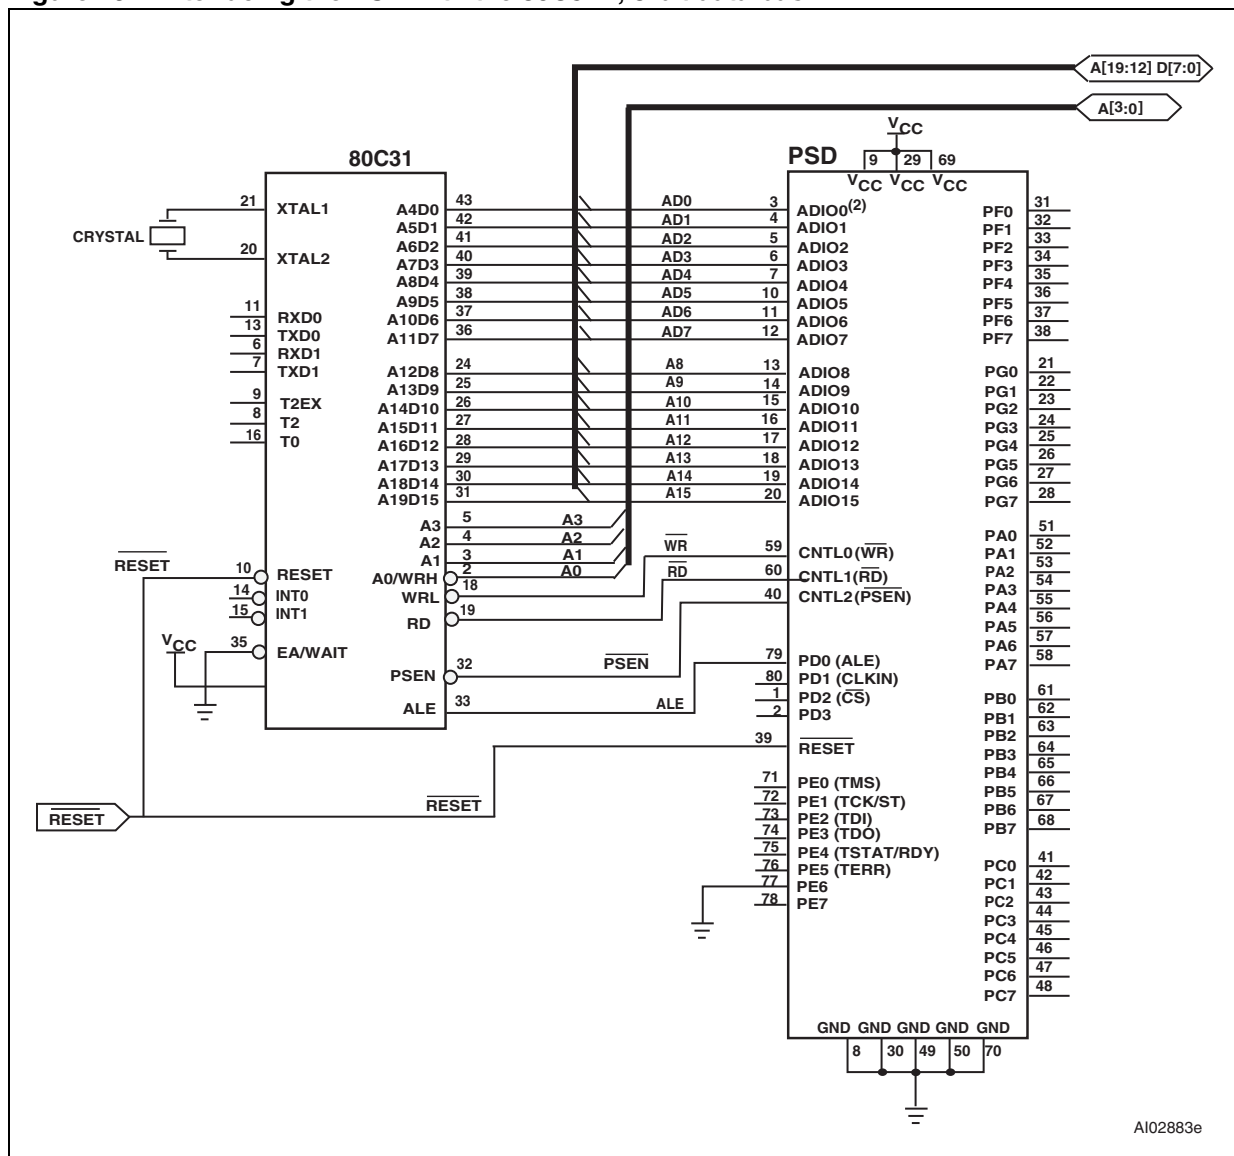 A[19:12] D[7:0]
A[3:0]
VCC
80C31
PSD
9 29 69
VCC VCC VCC
21 XTAL1
CRYSTAL
20 XTAL2
11 RXD0
13 TXD0
6 RXD1
7 TXD1
9 T2EX
8 T2
16 T0
RESET
10 RESET
14 INT0
15 INT1
VCC
35 EA/WAIT
A4D0 43 AD0 3 ADIO0(2)
A5D1 42 AD1 4 ADIO1
A6D2 41 AD2 5 ADIO2
A7D3 40 AD3 6 ADIO3
A8D4 39 AD4 7 ADIO4
A9D5 38 AD5 10 ADIO5
A10D6 37 AD6 11 ADIO6
A11D7 36 AD7 12 ADIO7
A12D8 24 A8 13 ADIO8
A13D9 25 A9 14 ADIO9
A14D10 26 A10 15 ADIO10
A15D11 27 A11 16 ADIO11
A16D12 28 A12 17 ADIO12
A17D13 29 A13 18 ADIO13
A18D14 30 A14 19 ADIO14
A19D15 31 A15 20 ADIO15
A3 5 A3
A2 4 A2
A1 3 A1
A0/WRH 2 A0
WRL 18 WR 59 CNTL0 (WR)
RD 19 RD 60 CNTL1(RD)
PSEN 32 PSEN 40 CNTL2(PSEN)
ALE 33 ALE 79 PD0 (ALE)
80 PD1 (CLKIN)
1 PD2 (CS)
2 PD3
39 RESET
RESET
RESET
71 PE0 (TMS)
72 PE1 (TCK/ST)
73 PE2 (TDI)
74 PE3 (TDO)
75 PE4 (TSTAT/RDY)
76 PE5 (TERR)
77 PE6
78 PE7
PF0 31
PF1 32
PF2 33
PF3 34
PF4 35
PF5 36
PF6 37
PF7 38
PG0 21
PG1 22
PG2 23
PG3 24
PG4 25
PG5 26
PG6 27
PG7 28
PA0 51
PA1 52
PA2 53
PA3 54
PA4 55
PA5 56
PA6 57
PA7 58
PB0 61
PB1 62
PB2 63
PB3 64
PB4 65
PB5 66
PB6 67
PB7 68
PC0 41
PC1 42
PC2 43
PC3 44
PC4 45
PC5 46
PC6 47
PC7 48
GND GND GND GND GND
8 30 49 50 70
AI02883e